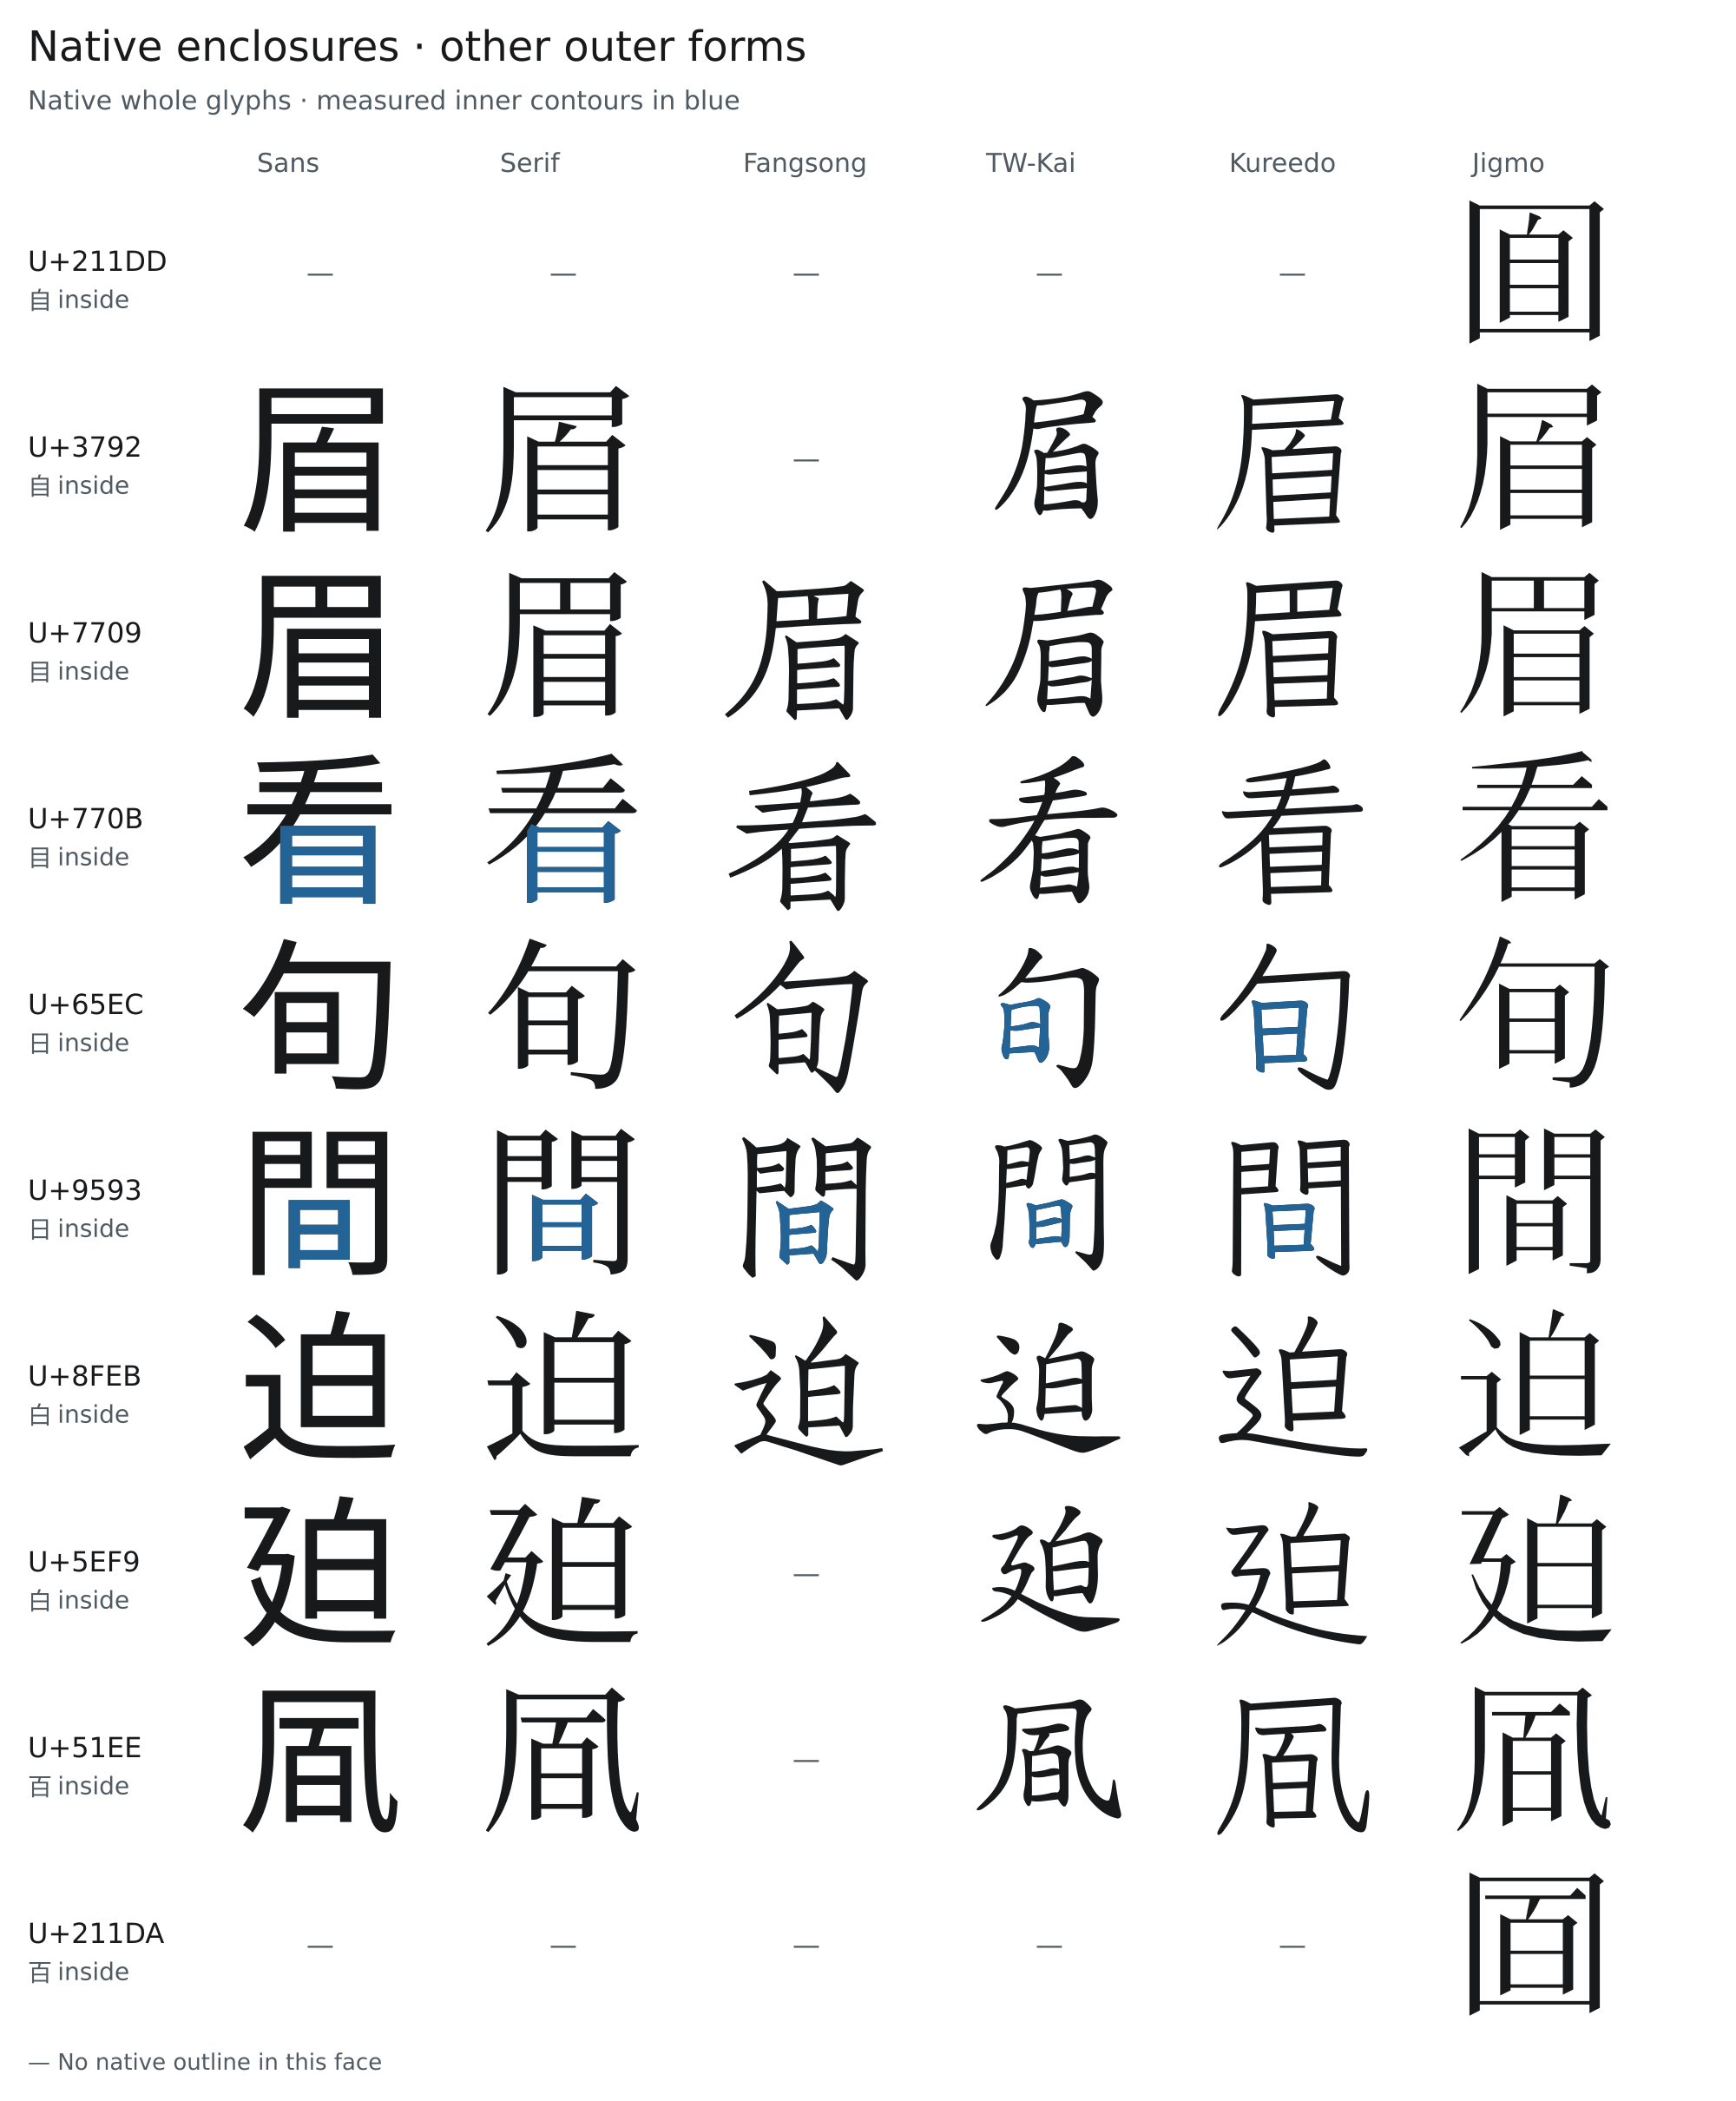 Native enclosures · other outer forms
Native whole glyphs · measured inner contours in blue
Sans Serif Fangsong TW-Kai Kureedo Jigmo
U+211DD — — — — — 𡇝
自 inside
U+3792 㞒 㞒 — 㞒 㞒 㞒
自 inside
U+7709 眉 眉 眉 眉 眉 眉
目 inside
U+770B 看 看 看 看 看 看
目 inside
U+65EC 旬 旬 旬 旬 旬 旬
日 inside
U+9593 間 間 間 間 間 間
日 inside
U+8FEB 迫 迫 迫 迫 迫 迫
白 inside
U+5EF9 廹 廹 — 廹 廹 廹
白 inside
U+51EE 凮 凮 — 凮 凮 凮
百 inside
U+211DA — — — — — 𡇚
百 inside
— No native outline in this face